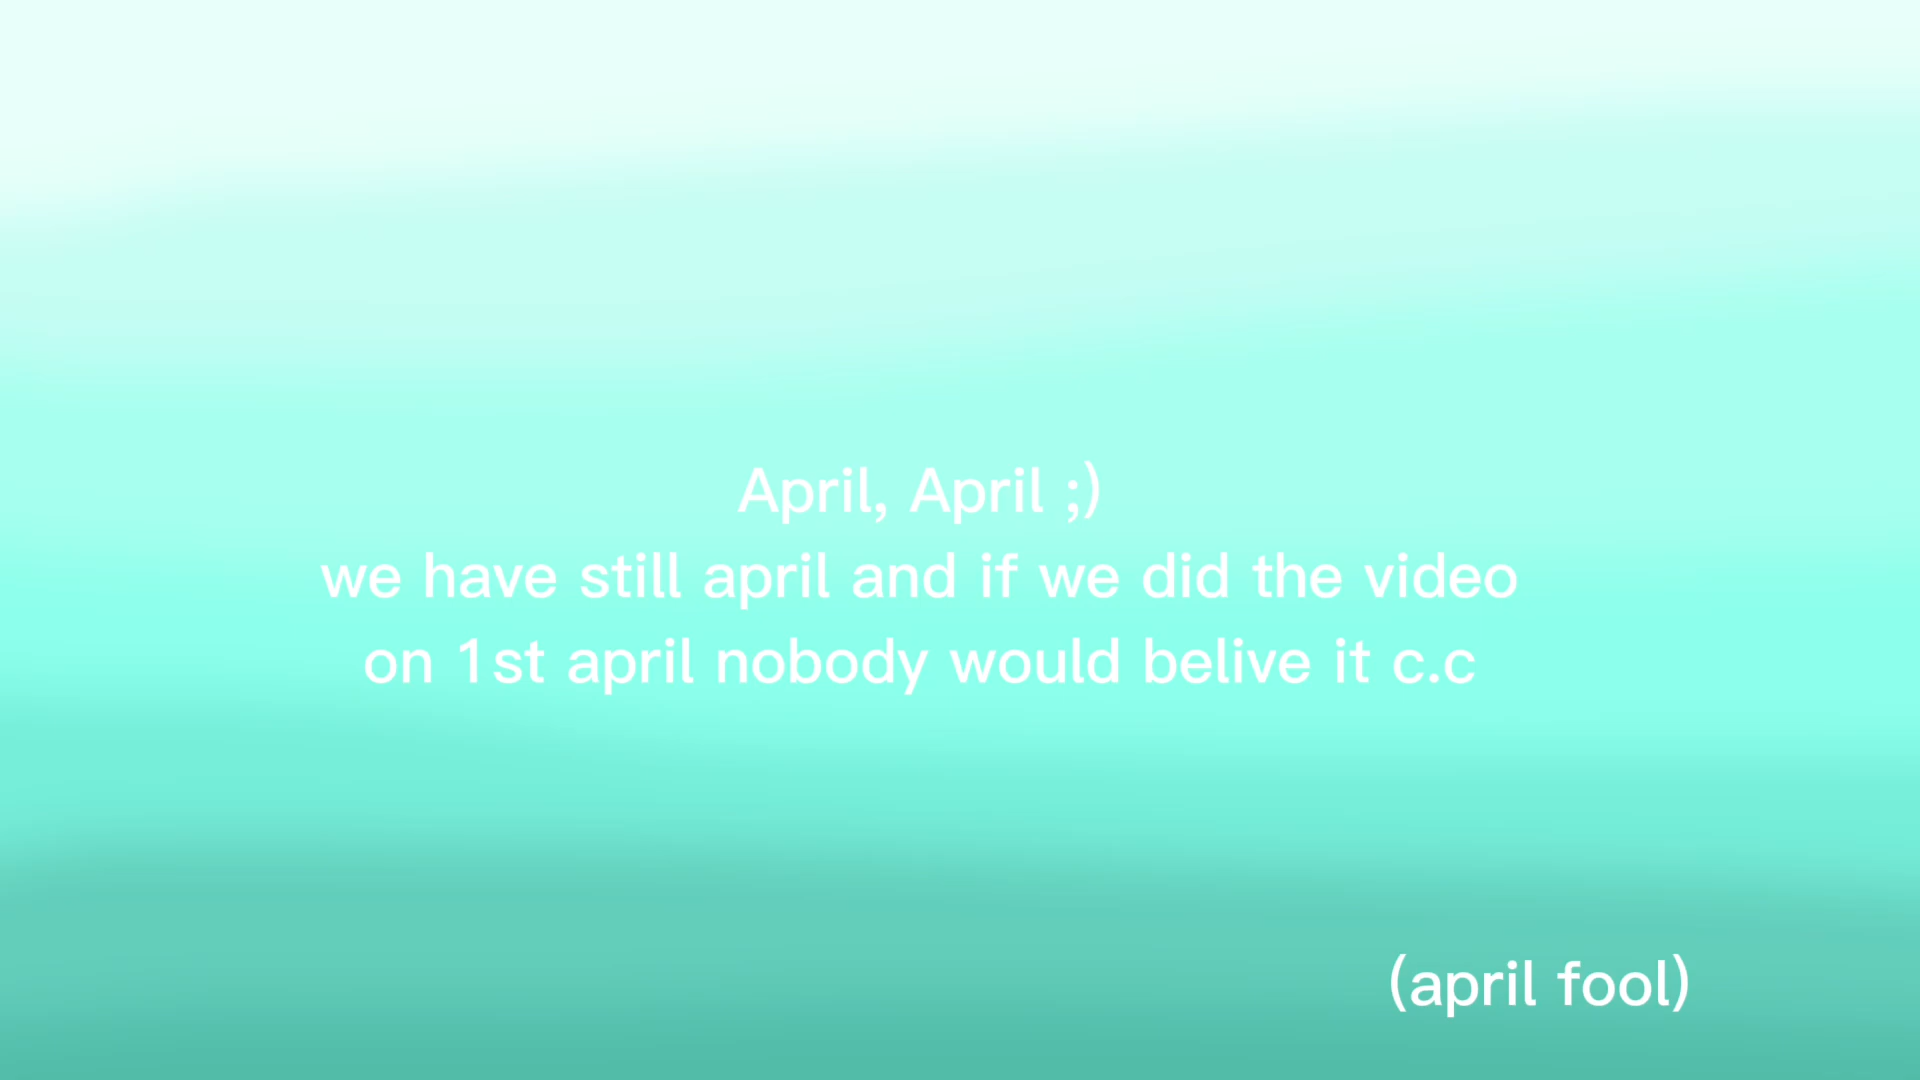 April, April ;)
we have still april and if we did the video
on 1st april nobody would belive it c.c
(april fool)